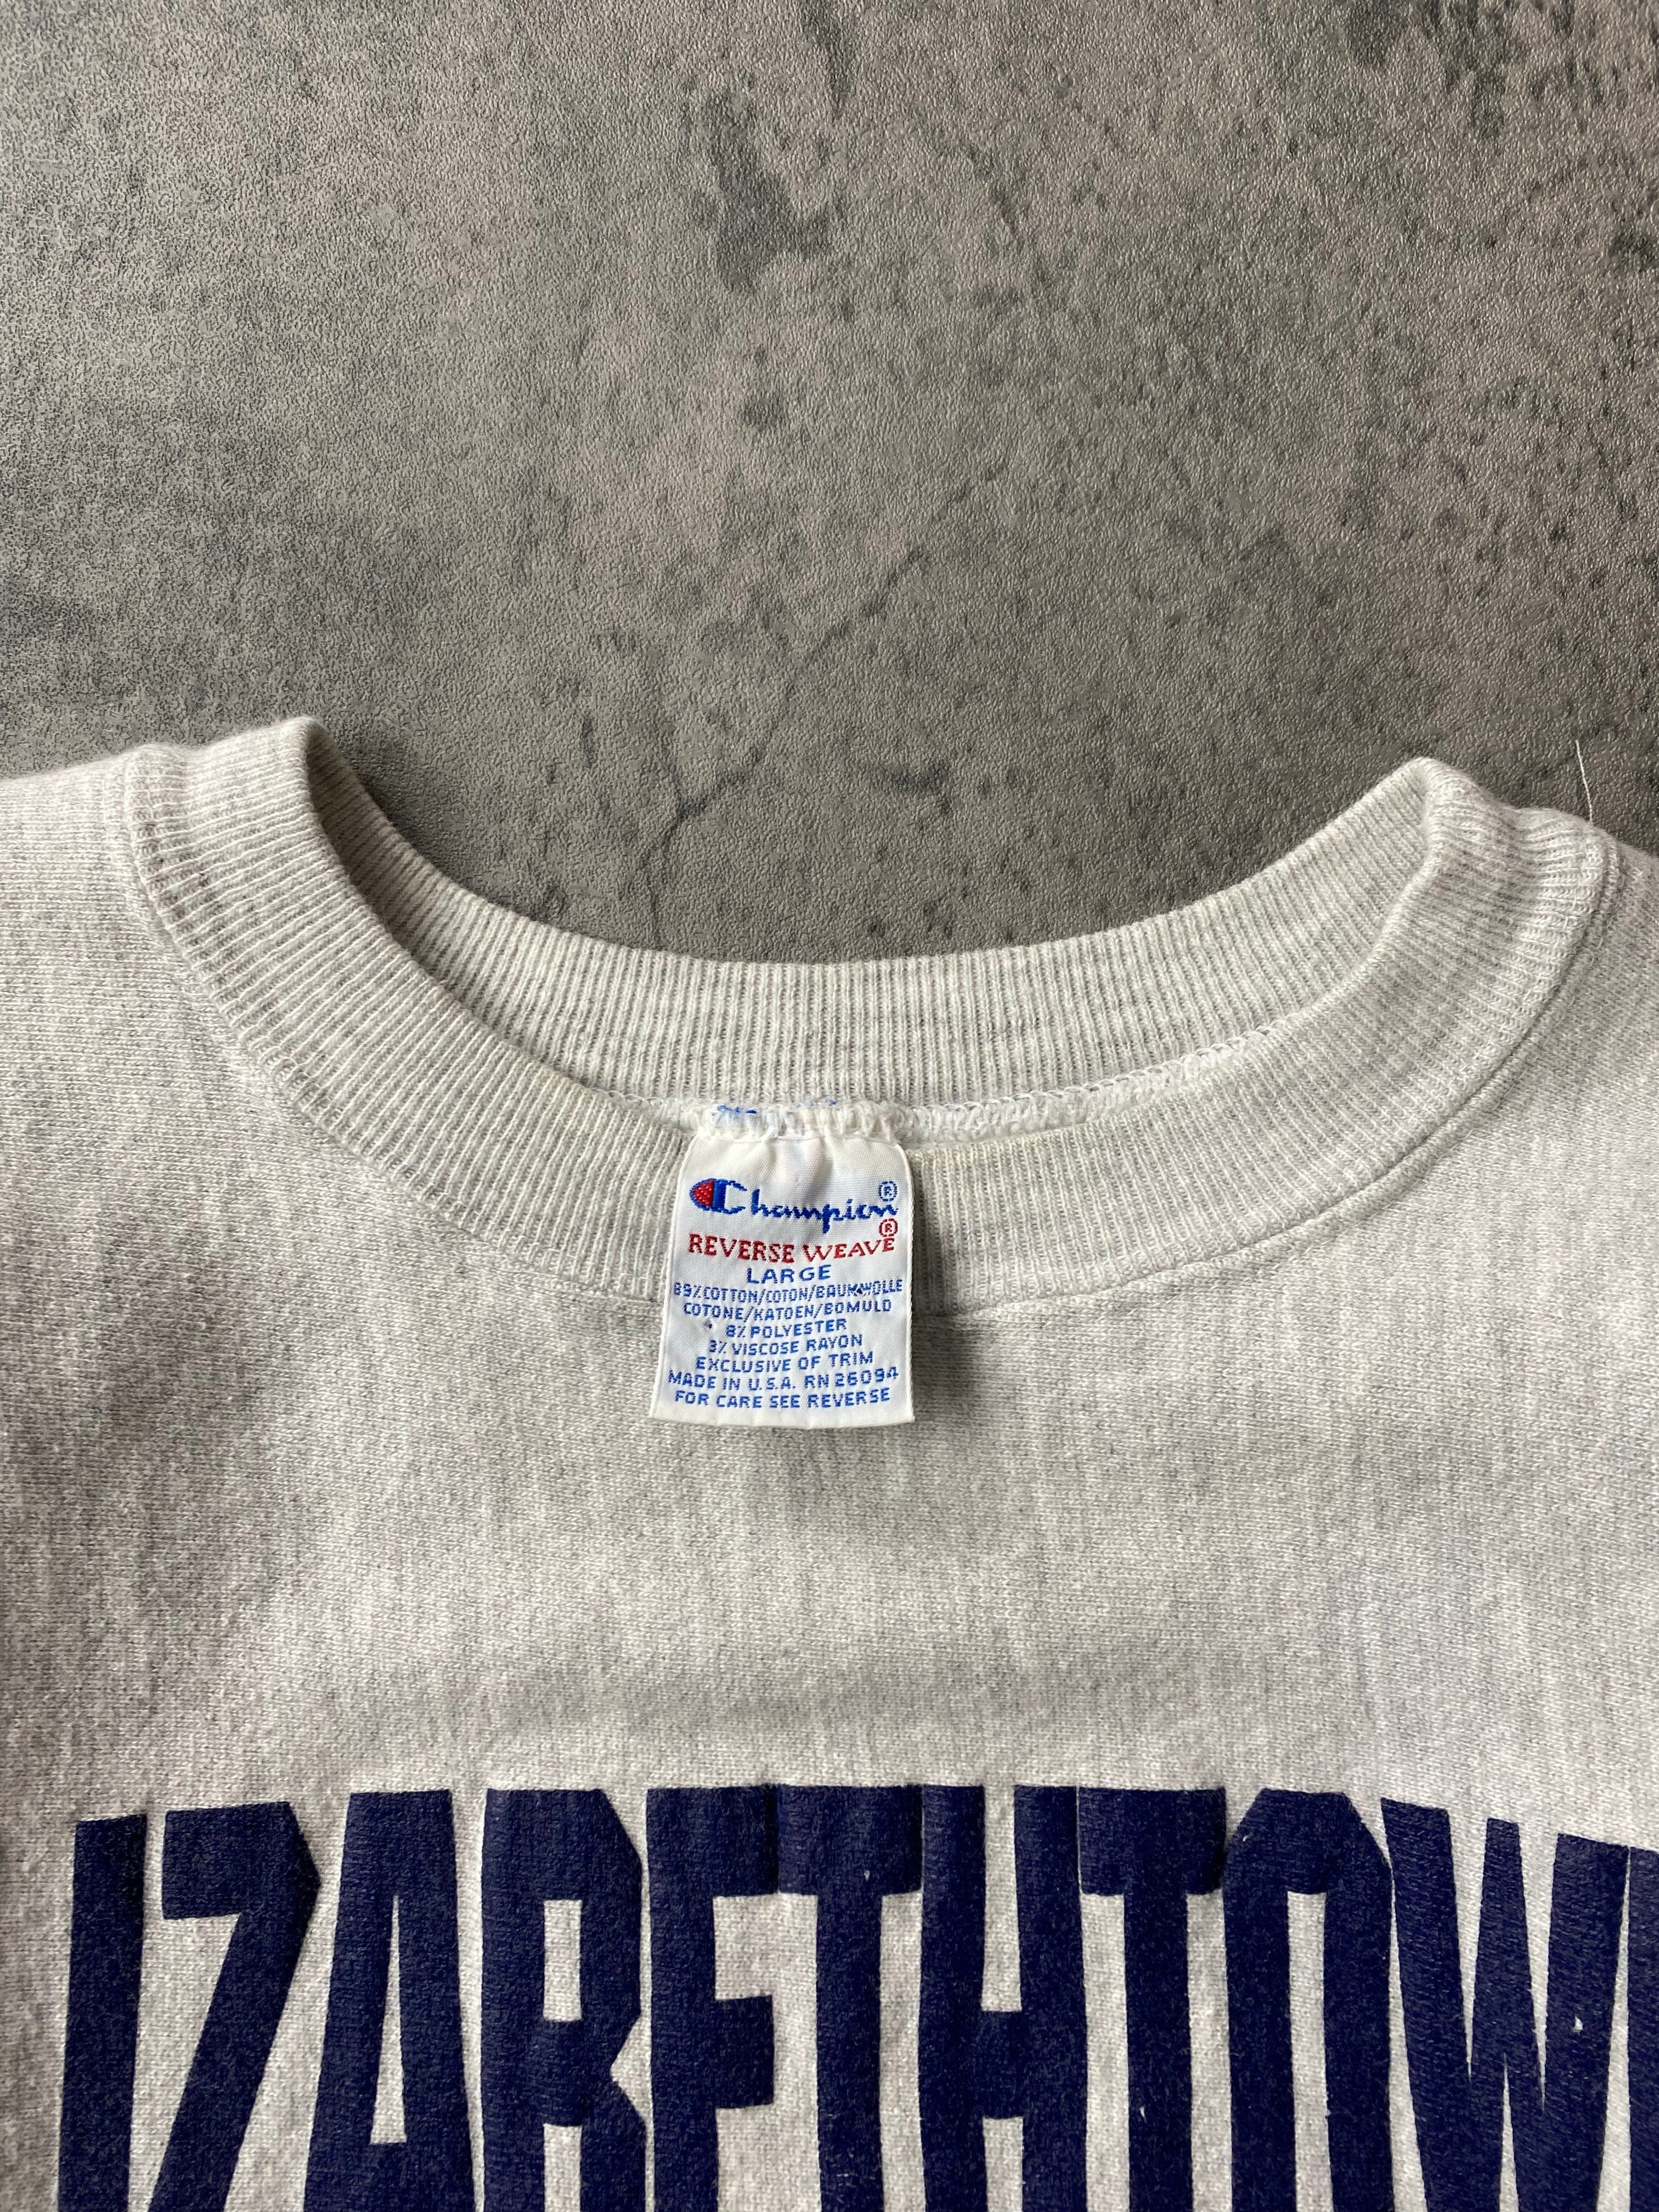 Champion®
REVERSE WEAVE®
LARGE
89% COTTON/COTON/BAUMWOLLE
COTONE/KATOEN/BOMULD
8% POLYESTER
3% VISCOSE RAYON
EXCLUSIVE OF TRIM
MADE IN U.S.A. RN 26094
FOR CARE SEE REVERSE
IZABETHTOWN